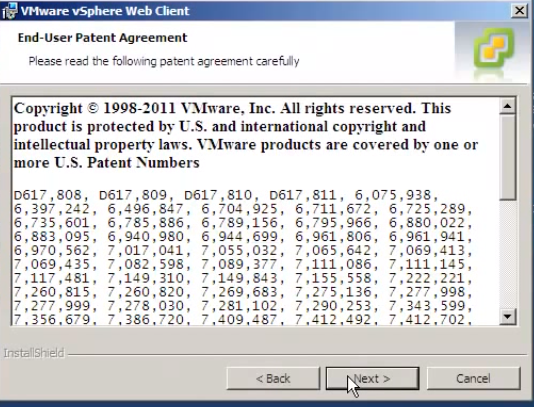 VMware vSphere Web Client
End-User Patent Agreement
Please read the following patent agreement carefully
Copyright © 1998-2011 VMware, Inc. All rights reserved. This
product is protected by U.S. and international copyright and
intellectual property laws. VMware products are covered by one or
more U.S. Patent Numbers
D617,808, D617,809, D617,810, D617,811, 6,075,938,
6,397,242, 6,496,847, 6,704,925, 6,711,672, 6,725,289,
6,735,601, 6,785,886, 6,789,156, 6,795,966, 6,880,022,
6,883,095, 6,940,980, 6,944,699, 6,961,806, 6,961,941,
6,970,562, 7,017,041, 7,055,032, 7,065,642, 7,069,413,
7,069,435, 7,082,598, 7,089,377, 7,111,086, 7,111,145,
7,117,481, 7,149,310, 7,149,843, 7,155,558, 7,222,221,
7,260,815, 7,260,820, 7,269,683, 7,275,136, 7,277,998,
7,277,999, 7,278,030, 7,281,102, 7,290,253, 7,343,599,
7,356,679, 7,386,720, 7,409,487, 7,412,492, 7,412,702,
InstallShield
< Back
Next >
Cancel